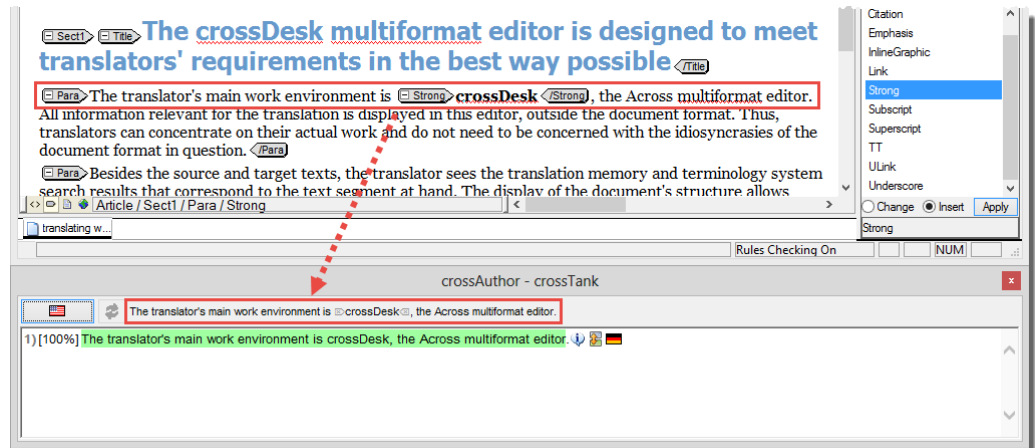 Sect1 Title The crossDesk multiformat editor is designed to meet
translators' requirements in the best way possible /Title
Para The translator's main work environment is Strong crossDesk /Strong, the Across multiformat editor.
All information relevant for the translation is displayed in this editor, outside the document format. Thus,
translators can concentrate on their actual work and do not need to be concerned with the idiosyncrasies of the
document format in question. /Para
Para Besides the source and target texts, the translator sees the translation memory and terminology system
search results that correspond to the text segment at hand. The display of the document's structure allows
Article / Sect1 / Para / Strong
translating w...
Citation
Emphasis
InlineGraphic
Link
Strong
Subscript
Superscript
TT
ULink
Underscore
Change Insert Apply
Strong
Rules Checking On NUM
crossAuthor - crossTank
The translator's main work environment is crossDesk, the Across multiformat editor.
1) [100%] The translator's main work environment is crossDesk, the Across multiformat editor.